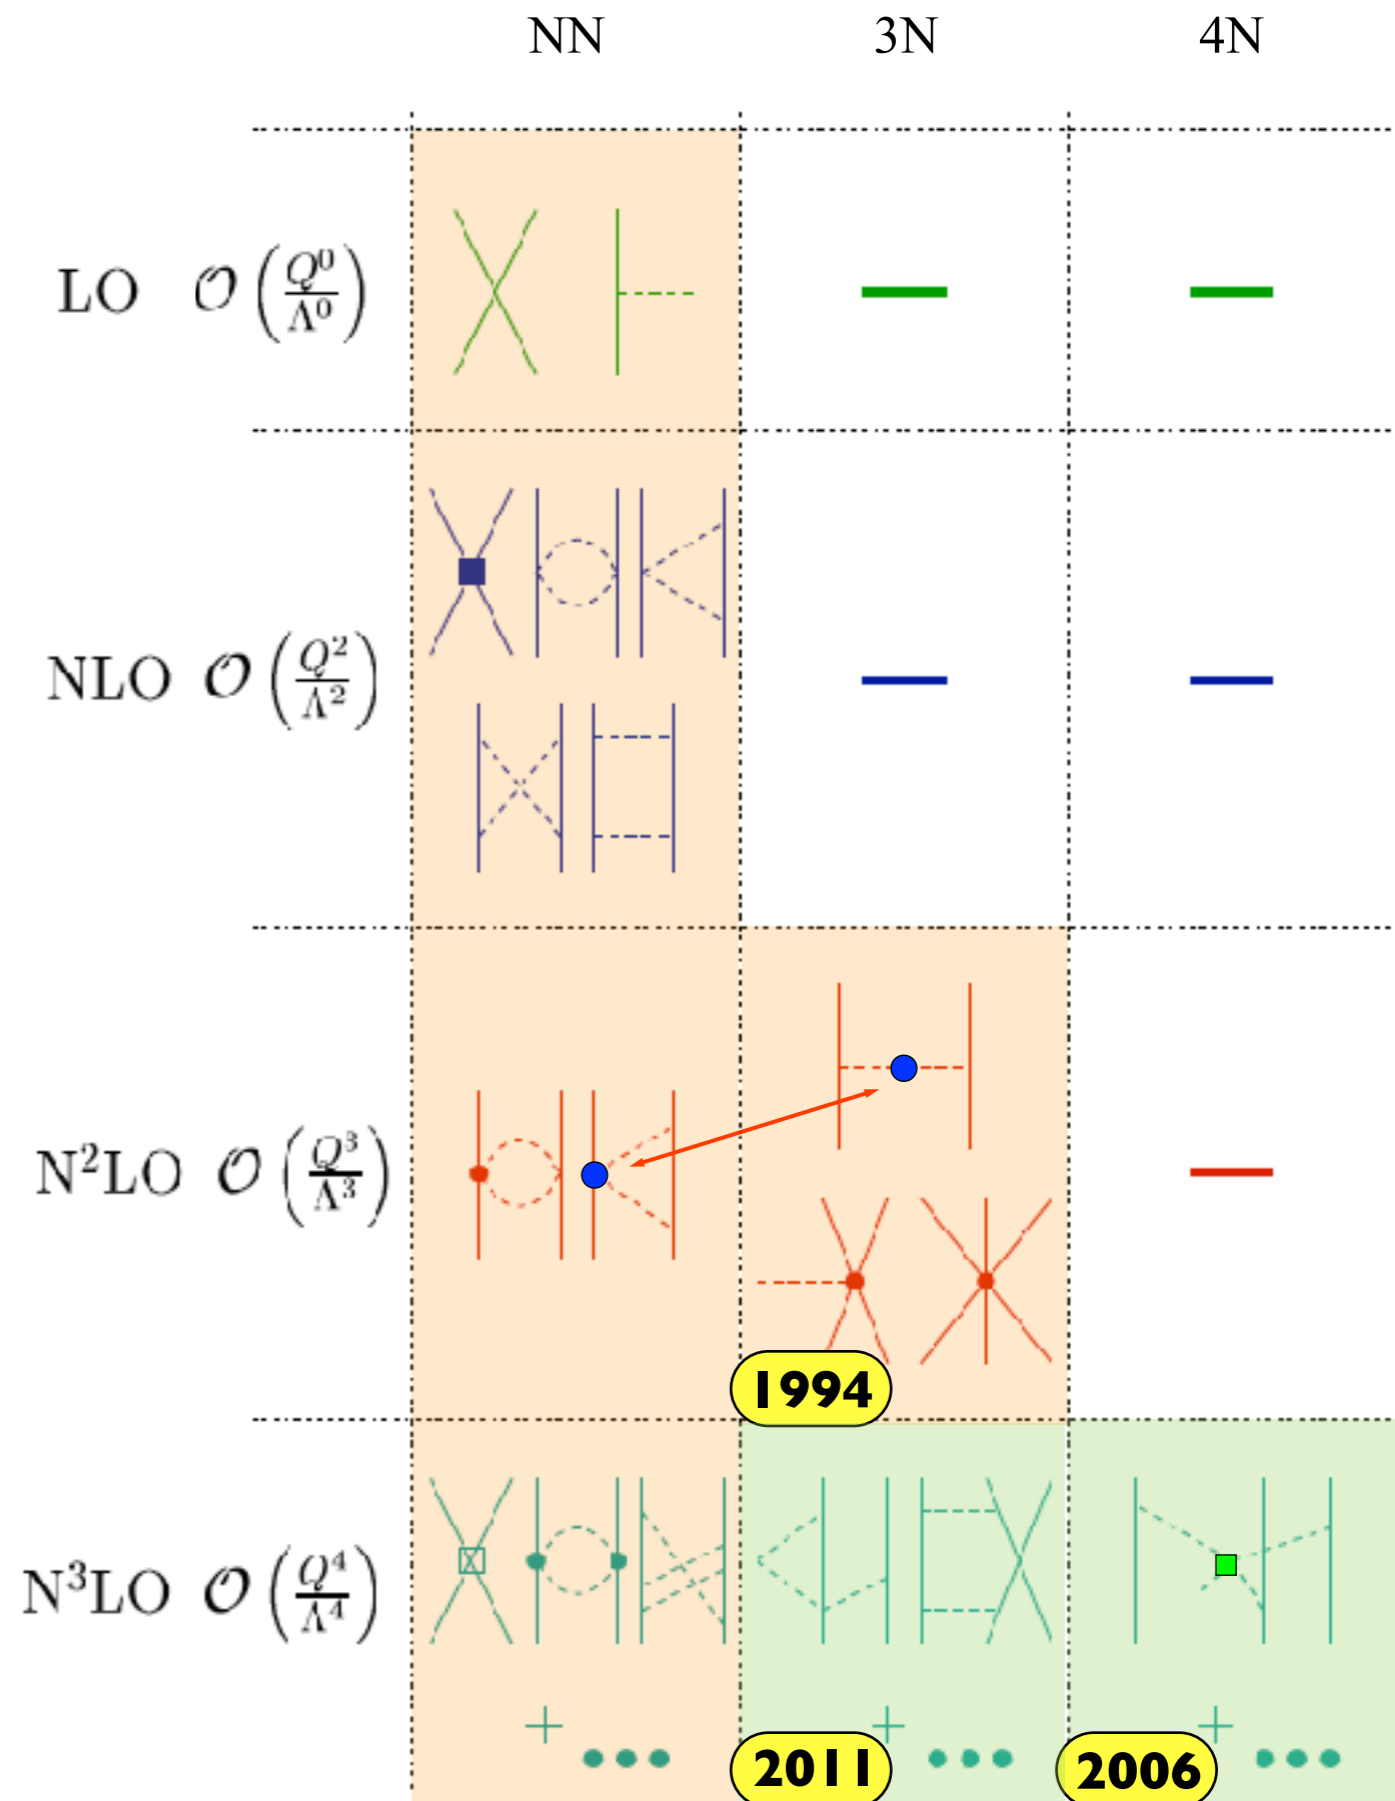 NN 3N 4N
LO 𝒪 (Q⁰/Λ⁰)
NLO 𝒪 (Q²/Λ²)
N²LO 𝒪 (Q³/Λ³)
1994
N³LO 𝒪 (Q⁴/Λ⁴)
+ ... + ... + ...
2011 2006